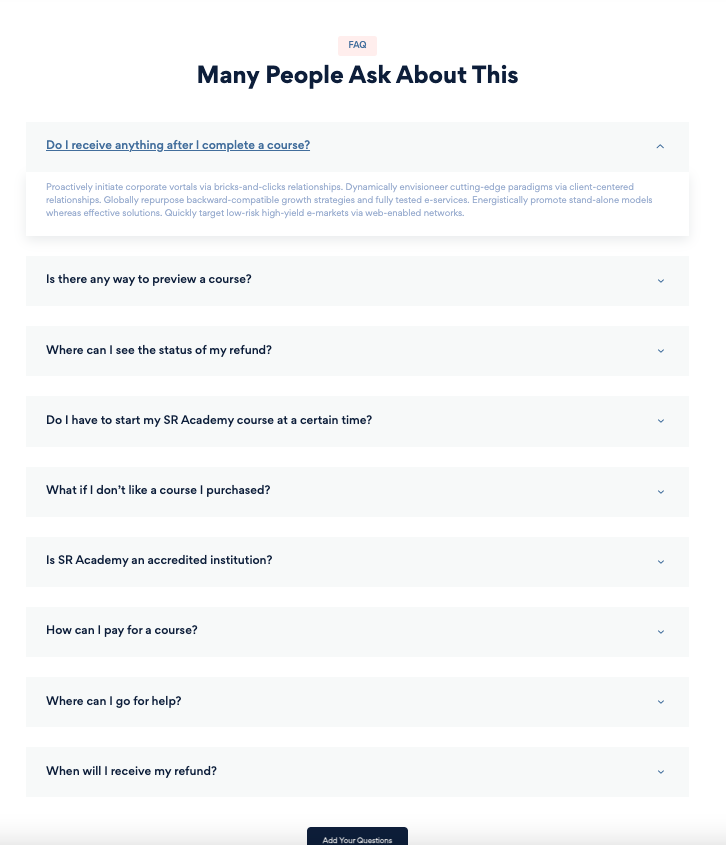 FAQ
Many People Ask About This
Do I receive anything after I complete a course?
Proactively initiate corporate vortals via bricks-and-clicks relationships. Dynamically envisioneer cutting-edge paradigms via client-centered
relationships. Globally repurpose backward-compatible growth strategies and fully tested e-services. Energistically promote stand-alone models
whereas effective solutions. Quickly target low-risk high-yield e-markets via web-enabled networks.
Is there any way to preview a course?
Where can I see the status of my refund?
Do I have to start my SR Academy course at a certain time?
What if I don't like a course I purchased?
Is SR Academy an accredited institution?
How can I pay for a course?
Where can I go for help?
When will I receive my refund?
Add Your Questions